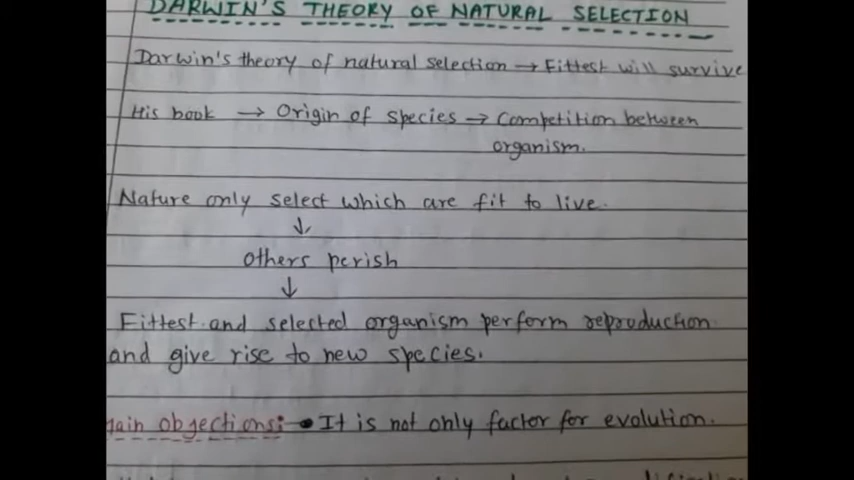 DARWIN'S THEORY OF NATURAL SELECTION
Darwin's theory of natural selection → Fittest will survive
His book → Origin of species → Competition between
organism.
Nature only select which are fit to live.
↓
others perish
↓
Fittest and selected organism perform reproduction
and give rise to new species.
main objections:- • It is not only factor for evolution.